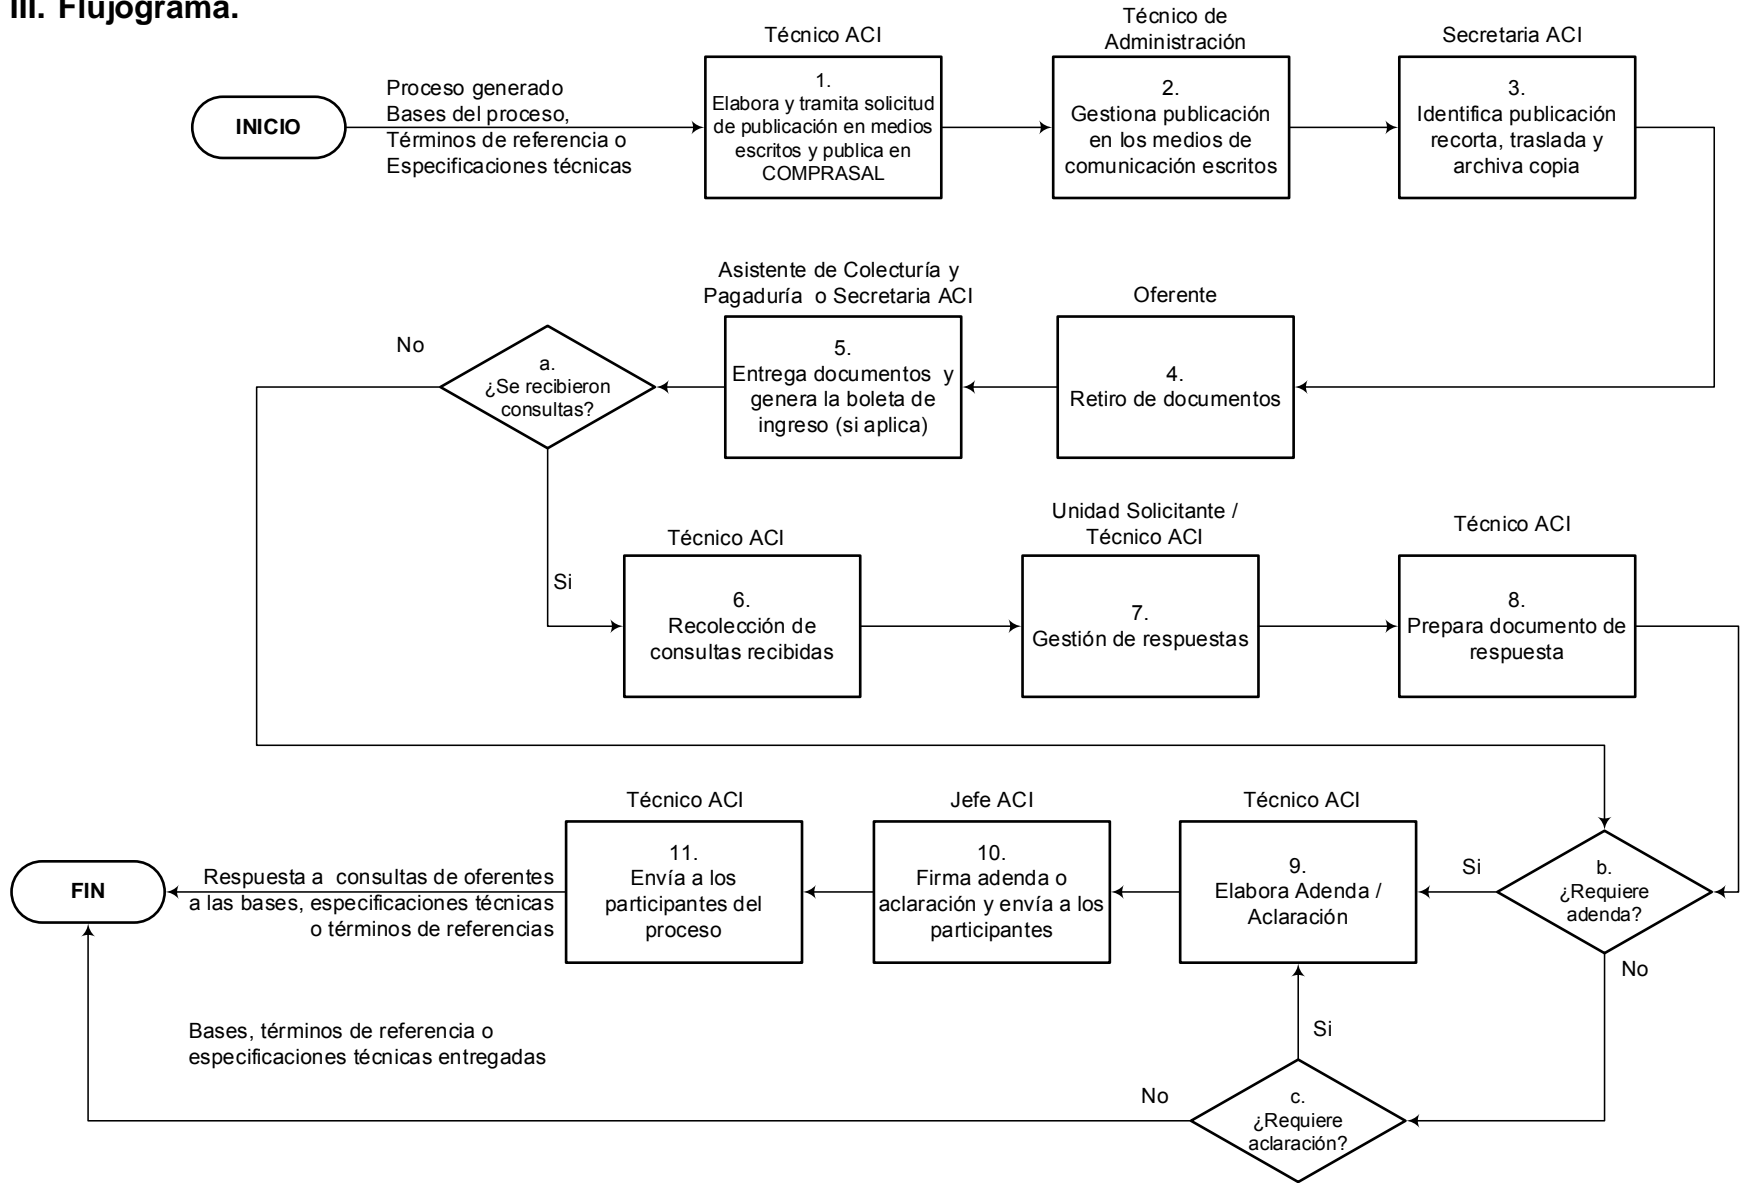 III. Flujograma.
INICIO
Proceso generado
Bases del proceso,
Términos de referencia o
Especificaciones técnicas
Técnico ACI
1.
Elabora y tramita solicitud
de publicación en medios
escritos y publica en
COMPRASAL
Técnico de
Administración
2.
Gestiona publicación
en los medios de
comunicación escritos
Secretaria ACI
3.
Identifica publicación
recorta, traslada y
archiva copia
Oferente
4.
Retiro de documentos
Asistente de Colecturía y
Pagaduría o Secretaria ACI
5.
Entrega documentos y
genera la boleta de
ingreso (si aplica)
a.
¿Se recibieron
consultas?
No
Si
Técnico ACI
6.
Recolección de
consultas recibidas
Unidad Solicitante /
Técnico ACI
7.
Gestión de respuestas
Técnico ACI
8.
Prepara documento de
respuesta
b.
¿Requiere
adenda?
Si
No
Técnico ACI
9.
Elabora Adenda /
Aclaración
Jefe ACI
10.
Firma adenda o
aclaración y envía a los
participantes
Técnico ACI
11.
Envía a los
participantes del
proceso
Respuesta a consultas de oferentes
a las bases, especificaciones técnicas
o términos de referencias
FIN
c.
¿Requiere
aclaración?
Si
No
Bases, términos de referencia o
especificaciones técnicas entregadas